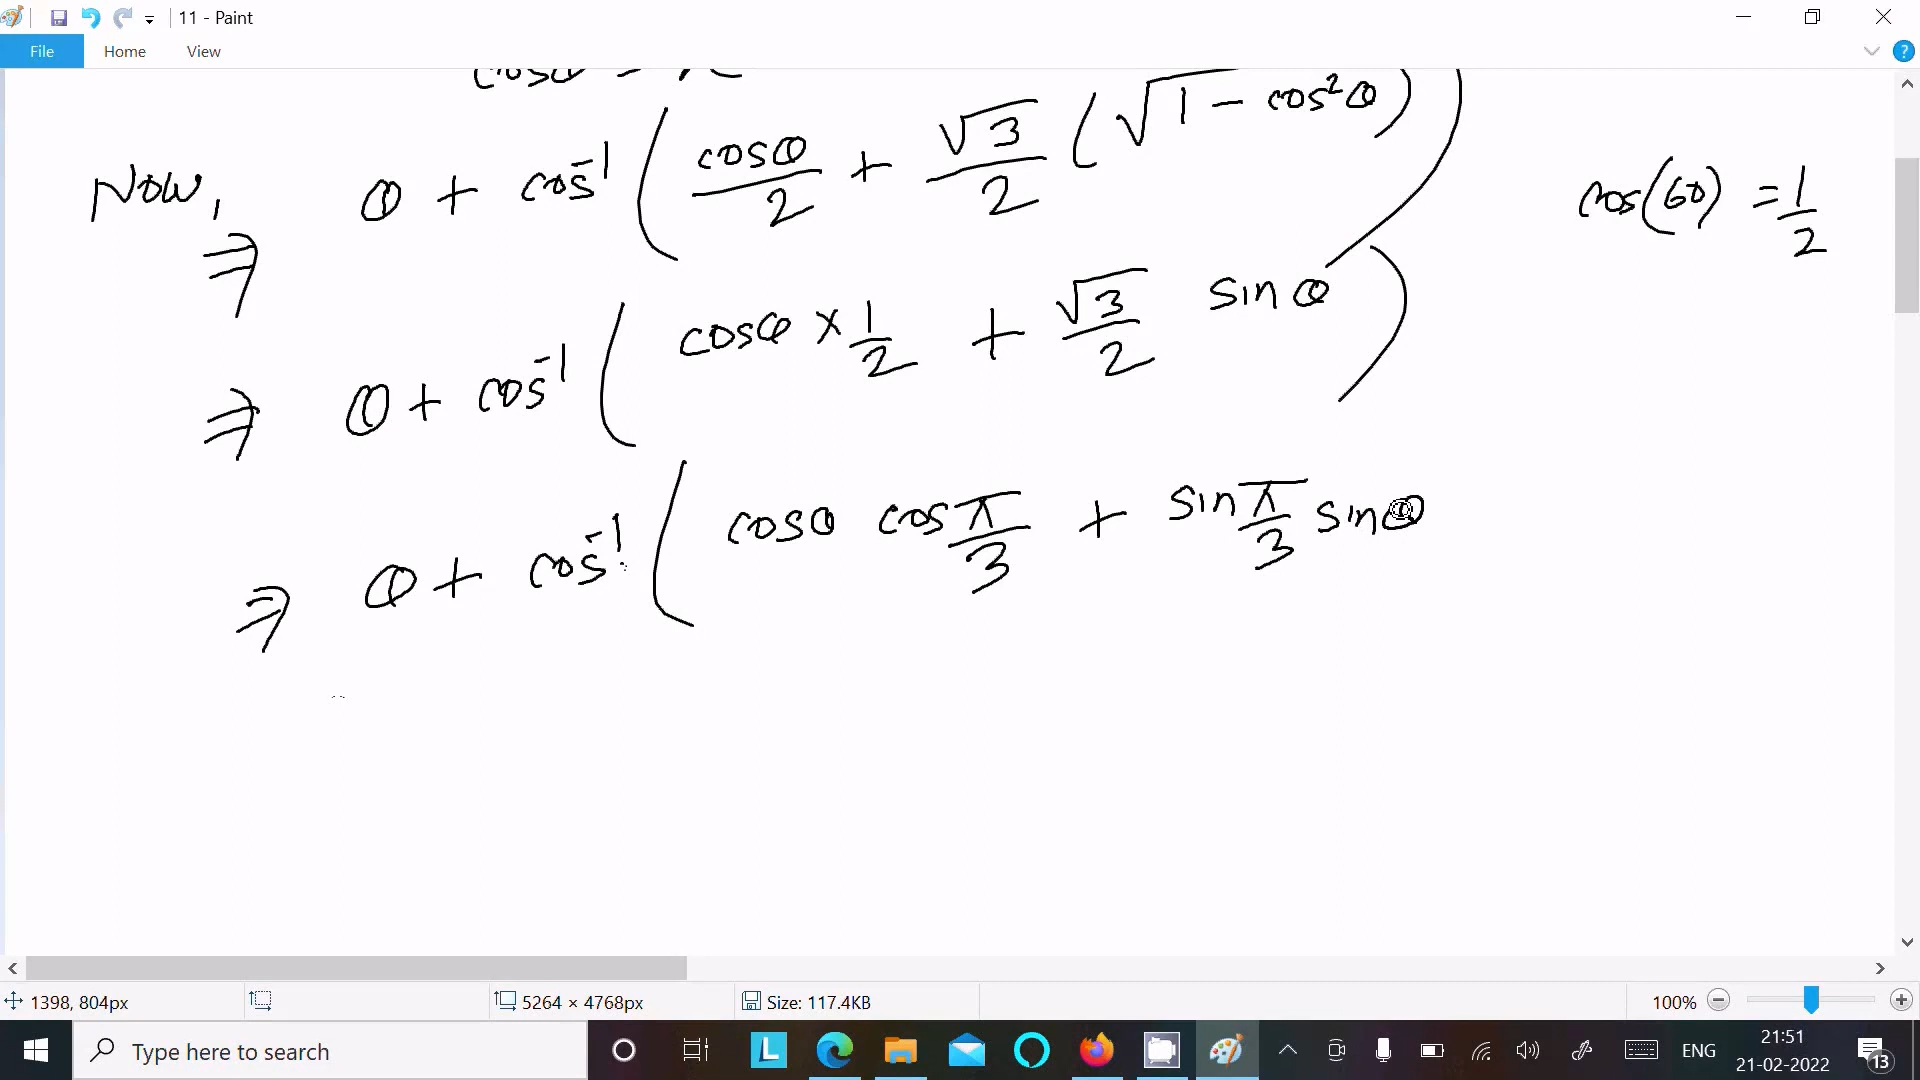 11 - Paint
File Home View
cosθ = x
Now, θ + cos⁻¹ ( cosθ/2 + √3/2 ( √1 - cos²θ ) )
cos(60) = 1/2
⇒
⇒ θ + cos⁻¹ ( cosθ × 1/2 + √3/2 sinθ )
⇒ θ + cos⁻¹ ( cosθ cos π/3 + sin π/3 sinθ
1398, 804px 5264 × 4768px Size: 117.4KB 100%
Type here to search
L
ENG
21:51
21-02-2022
13